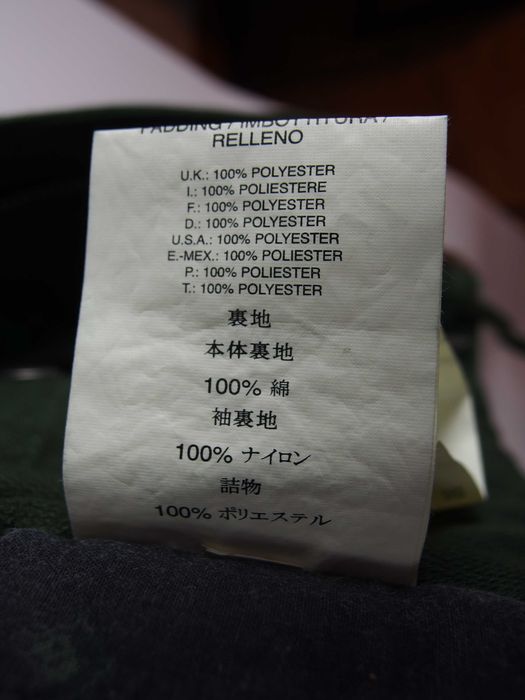 PADDING / IMBOTTITURA /
RELLENO
U.K.: 100% POLYESTER
I.: 100% POLIESTERE
F.: 100% POLYESTER
D.: 100% POLYESTER
U.S.A.: 100% POLYESTER
E.-MEX.: 100% POLIESTER
P.: 100% POLIESTER
T.: 100% POLYESTER
裏地
本体裏地
100% 綿
袖裏地
100% ナイロン
詰物
100% ポリエステル